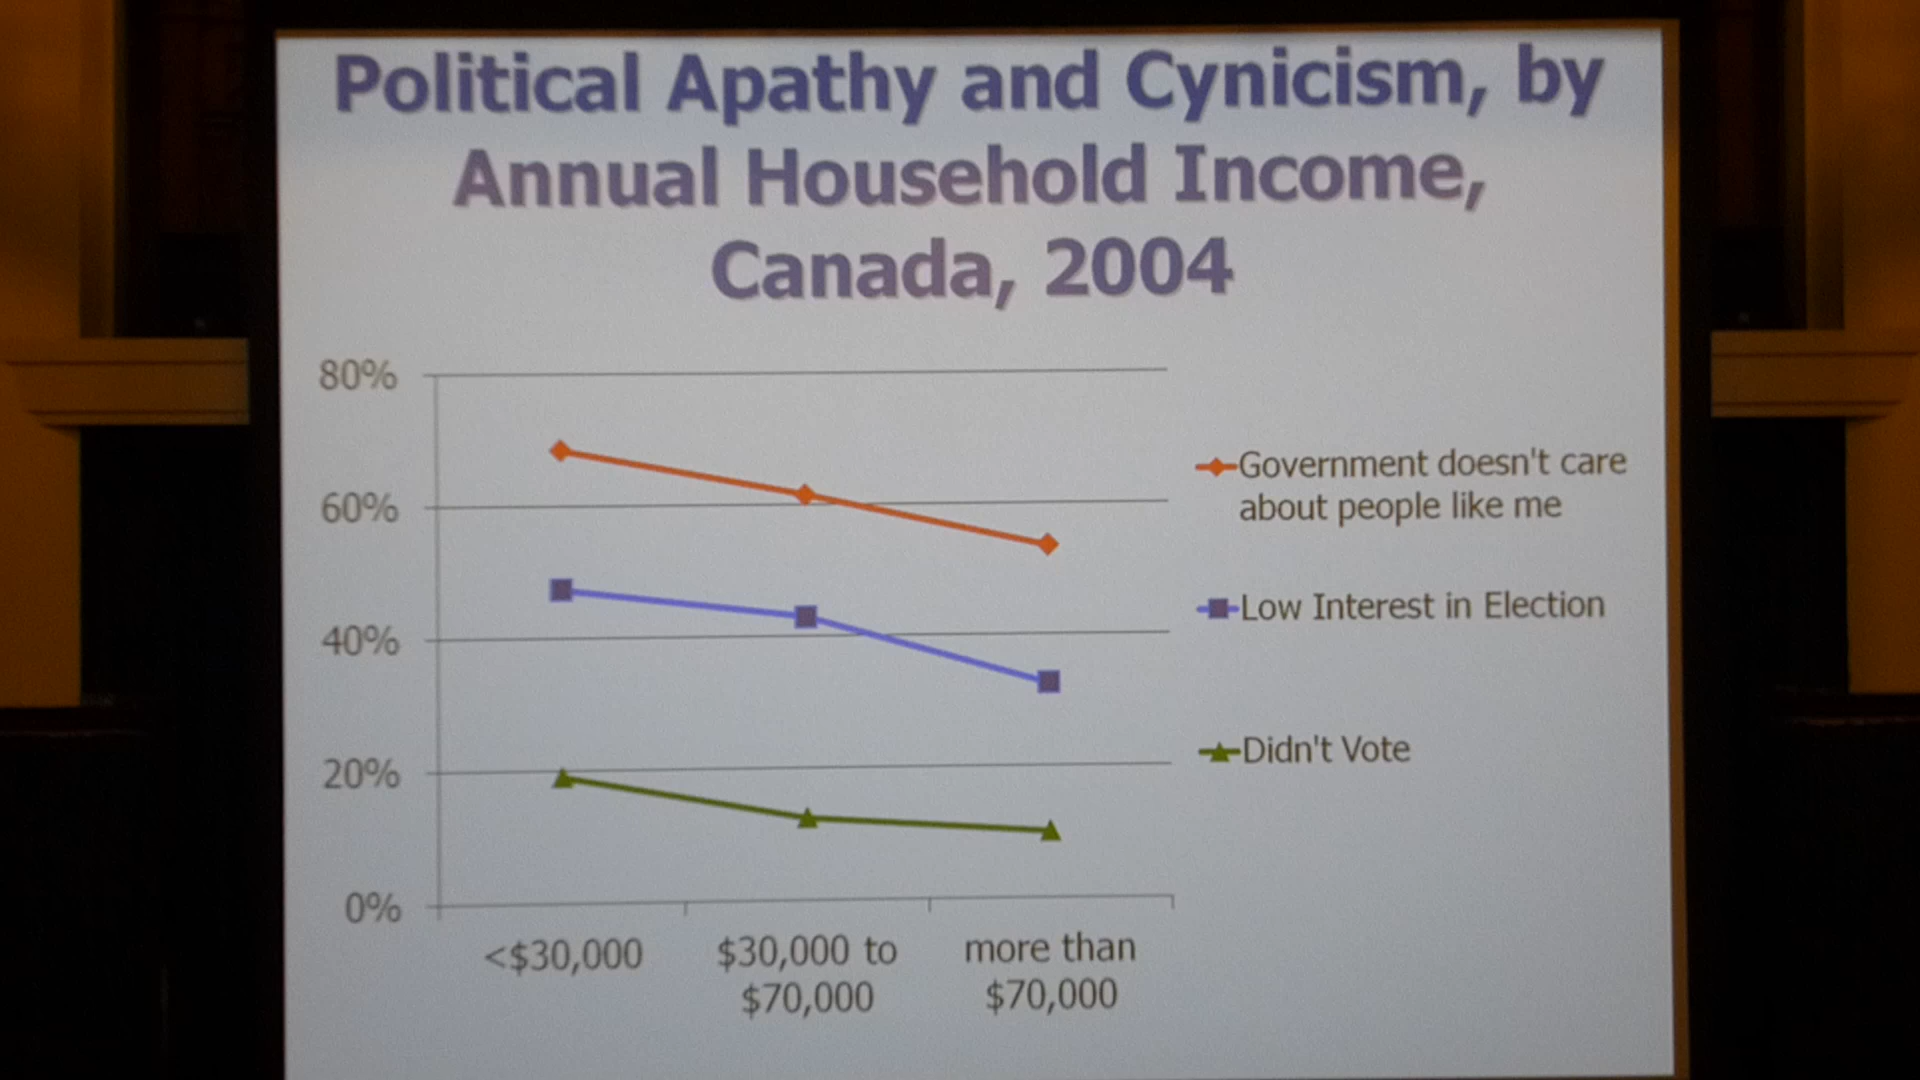 Political Apathy and Cynicism, by
Annual Household Income,
Canada, 2004
80%
60%
40%
20%
0%
<$30,000
$30,000 to
$70,000
more than
$70,000
Government doesn't care
about people like me
Low Interest in Election
Didn't Vote